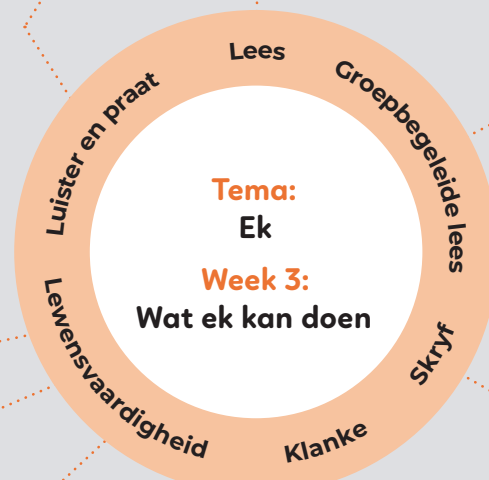 Lees
Groepbegeleide lees
Skryf
Klanke
Lewensvaardigheid
Luister en praat
Tema:
Ek
Week 3:
Wat ek kan doen